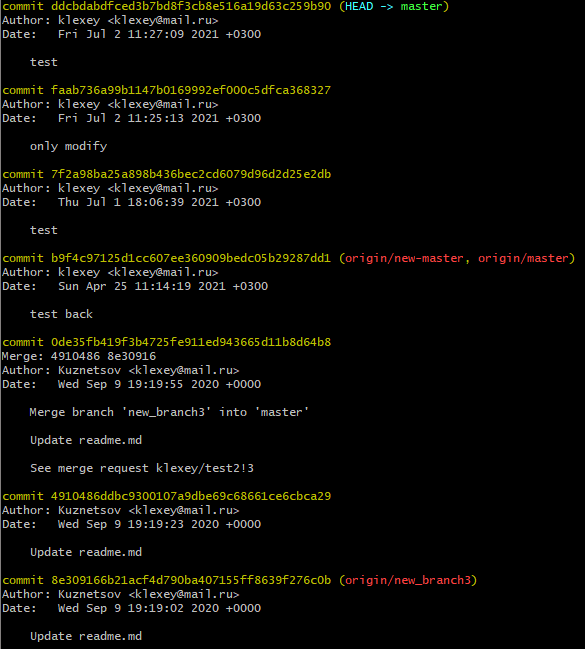 commit ddcbdabdfced3b7bd8f3cb8e516a19d63c259b90 (HEAD -> master)
Author: klexey <klexey@mail.ru>
Date:   Fri Jul 2 11:27:09 2021 +0300
    test
commit faab736a99b1147b0169992ef000c5dfca368327
Author: klexey <klexey@mail.ru>
Date:   Fri Jul 2 11:25:13 2021 +0300
    only modify
commit 7f2a98ba25a898b436bec2cd6079d96d2d25e2db
Author: klexey <klexey@mail.ru>
Date:   Thu Jul 1 18:06:39 2021 +0300
    test
commit b9f4c97125d1cc607ee360909bedc05b29287dd1 (origin/new-master, origin/master)
Author: klexey <klexey@mail.ru>
Date:   Sun Apr 25 11:14:19 2021 +0300
    test back
commit 0de35fb419f3b4725fe911ed943665d11b8d64b8
Merge: 4910486 8e30916
Author: Kuznetsov <klexey@mail.ru>
Date:   Wed Sep 9 19:19:55 2020 +0000
    Merge branch 'new_branch3' into 'master'
    Update readme.md
    See merge request klexey/test2!3
commit 4910486ddbc9300107a9dbe69c68661ce6cbca29
Author: Kuznetsov <klexey@mail.ru>
Date:   Wed Sep 9 19:19:23 2020 +0000
    Update readme.md
commit 8e309166b21acf4d790ba407155ff8639f276c0b (origin/new_branch3)
Author: Kuznetsov <klexey@mail.ru>
Date:   Wed Sep 9 19:19:02 2020 +0000
    Update readme.md